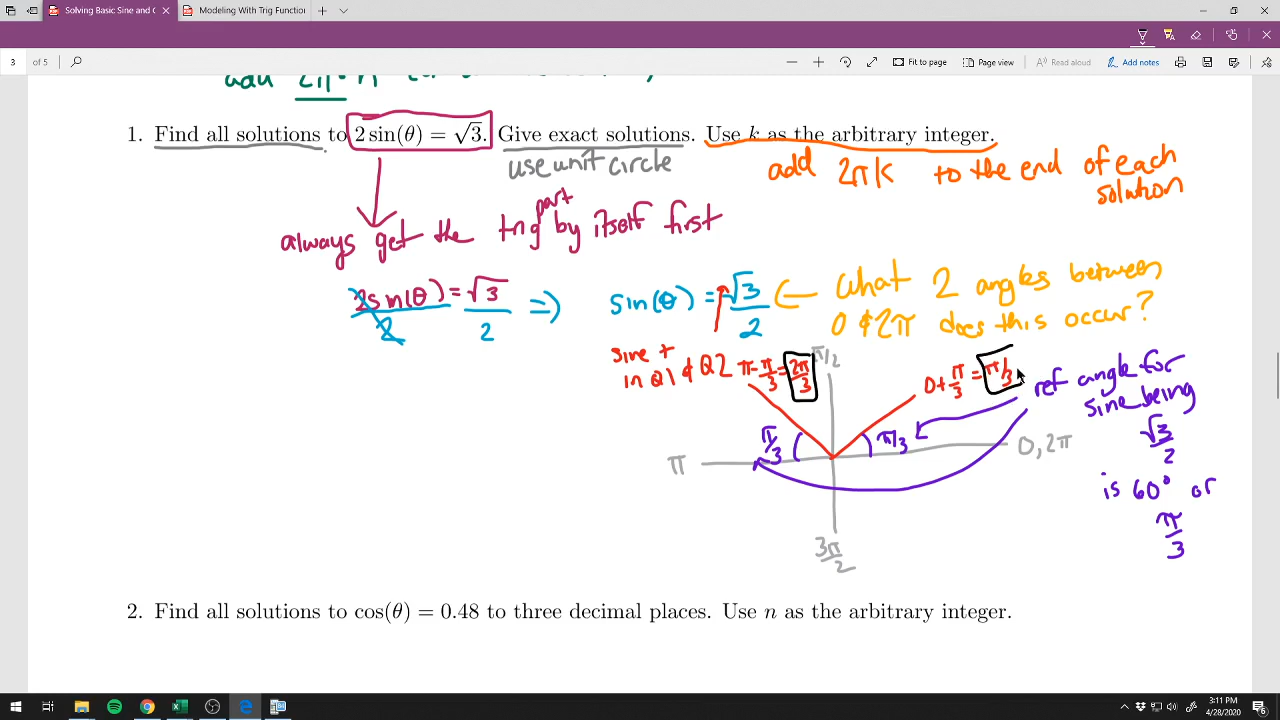 Solving Basic Sine and C
Modeling With Trig Function
3 of 5
Fit to page
Page view
Read aloud
Add notes
add 2π·n
1. Find all solutions to 2 sin(θ) = √3. Give exact solutions. Use k as the arbitrary integer.
use unit circle
add 2πk to the end of each
solution
always get the trig part by itself first
2sin(θ)/2 = √3/2 ⇒ sin(θ) = √3/2 ← What 2 angles between
0 & 2π does this occur?
sine +
in Q1 & Q2
π-π/3=2π/3
π/2
0+π/3=π/3
ref angle for
sine being
√3/2
is 60° or
π/3
π/3
π/3
π
0, 2π
3π/2
2. Find all solutions to cos(θ) = 0.48 to three decimal places. Use n as the arbitrary integer.
3:11 PM
4/28/2020